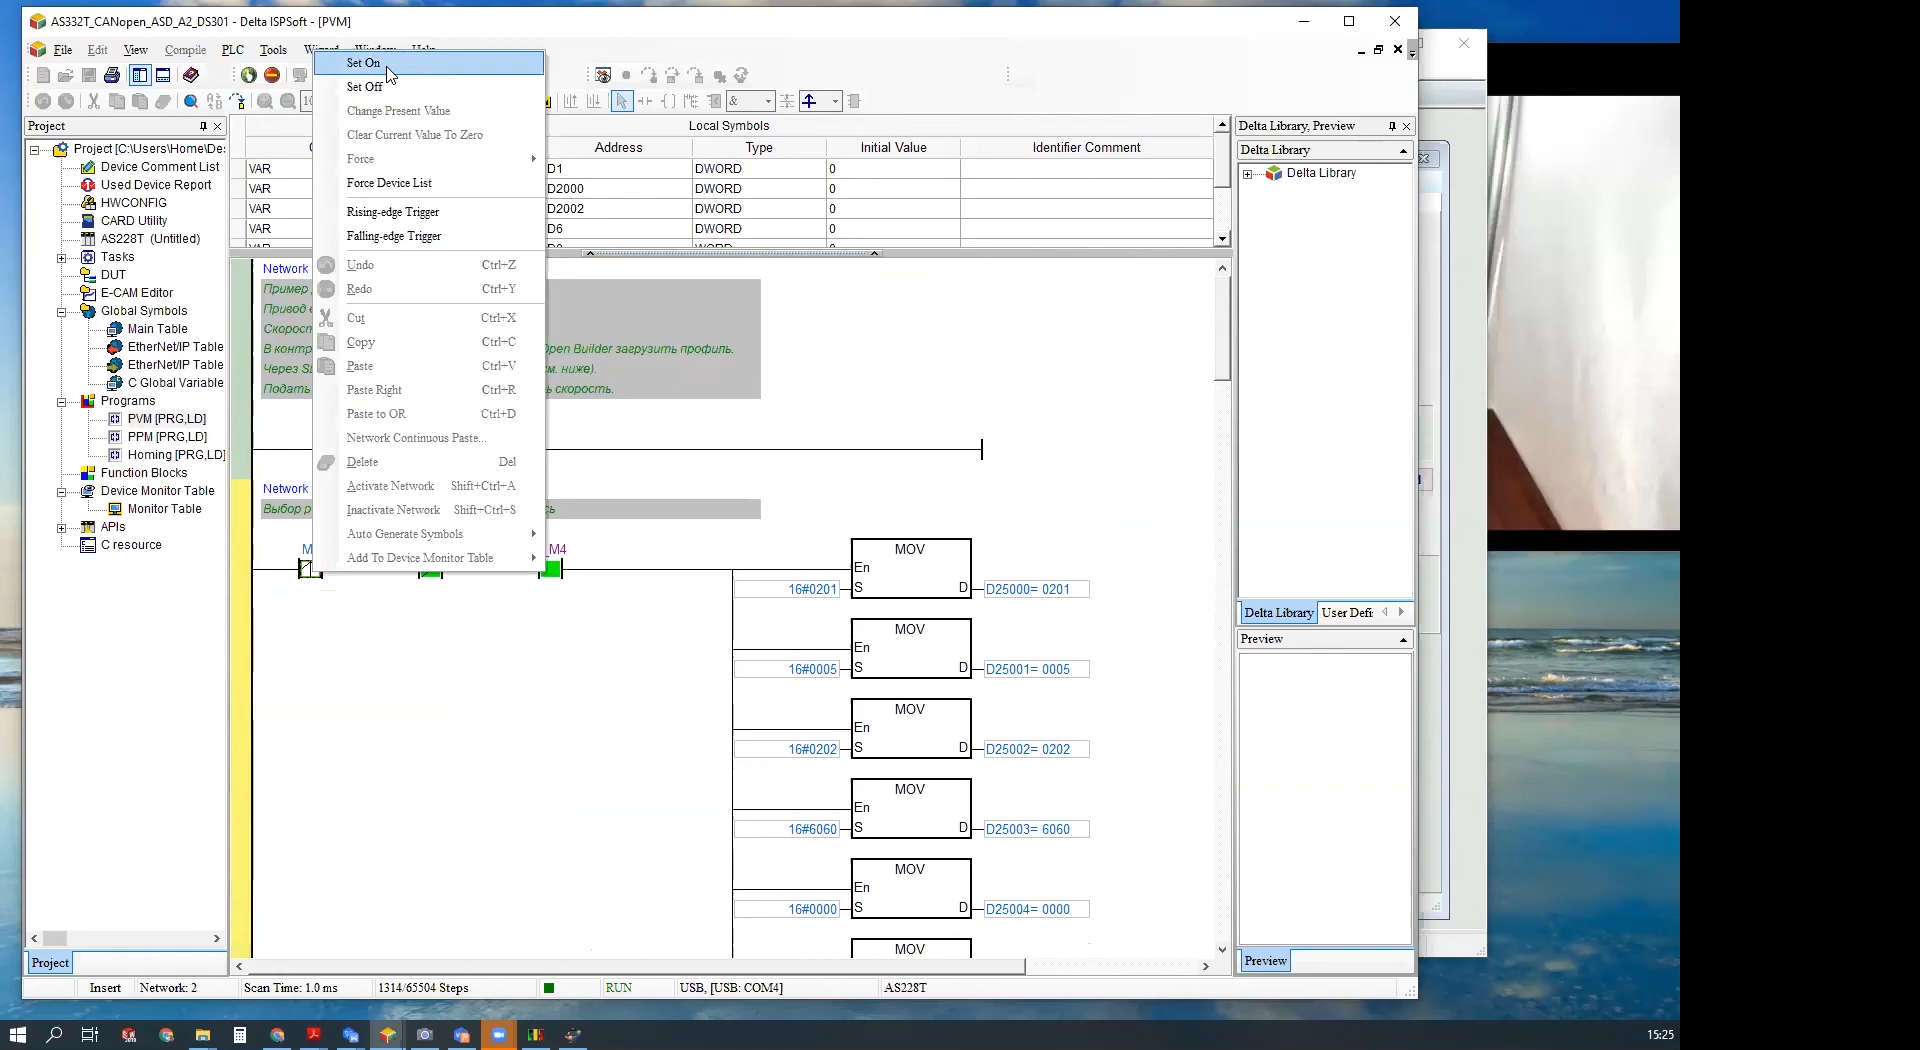 AS332T_CANopen_ASD_A2_DS301 - Delta ISPSoft - [PVM]
File Edit View Compile PLC Tools
Set On
Set Off
Change Present Value
Clear Current Value To Zero
Force
Force Device List
Rising-edge Trigger
Falling-edge Trigger
Undo Ctrl+Z
Redo Ctrl+Y
Cut Ctrl+X
Copy Ctrl+C
Paste Ctrl+V
Paste Right Ctrl+R
Paste to OR Ctrl+D
Network Continuous Paste...
Delete Del
Activate Network Shift+Ctrl+A
Inactivate Network Shift+Ctrl+S
Auto Generate Symbols
Add To Device Monitor Table
Project
Project [C:\Users\Home\De
Device Comment List
Used Device Report
HWCONFIG
CARD Utility
AS228T (Untitled)
Tasks
DUT
E-CAM Editor
Global Symbols
Main Table
EtherNet/IP Table
EtherNet/IP Table
C Global Variable
Programs
PVM [PRG,LD]
PPM [PRG,LD]
Homing [PRG,LD]
Function Blocks
Device Monitor Table
Monitor Table
APIs
C resource
Project
Local Symbols
Address Type Initial Value Identifier Comment
VAR D1 DWORD 0
VAR D2000 DWORD 0
VAR D2002 DWORD 0
VAR D6 DWORD 0
Network
Пример
Привод
Скорост
В контр Open Builder загрузить профиль.
Через см. ниже).
Подать ь скорость.
Network
Выбор р
M _M4
MOV
En
16#0201 S D D25000= 0201
MOV
En
16#0005 S D D25001= 0005
MOV
En
16#0202 S D D25002= 0202
MOV
En
16#6060 S D D25003= 6060
MOV
En
16#0000 S D D25004= 0000
MOV
Delta Library, Preview
Delta Library
Delta Library
Delta Library User Defi
Preview
Preview
Insert Network: 2 Scan Time: 1.0 ms 1314/65504 Steps RUN USB, [USB: COM4] AS228T
15:25